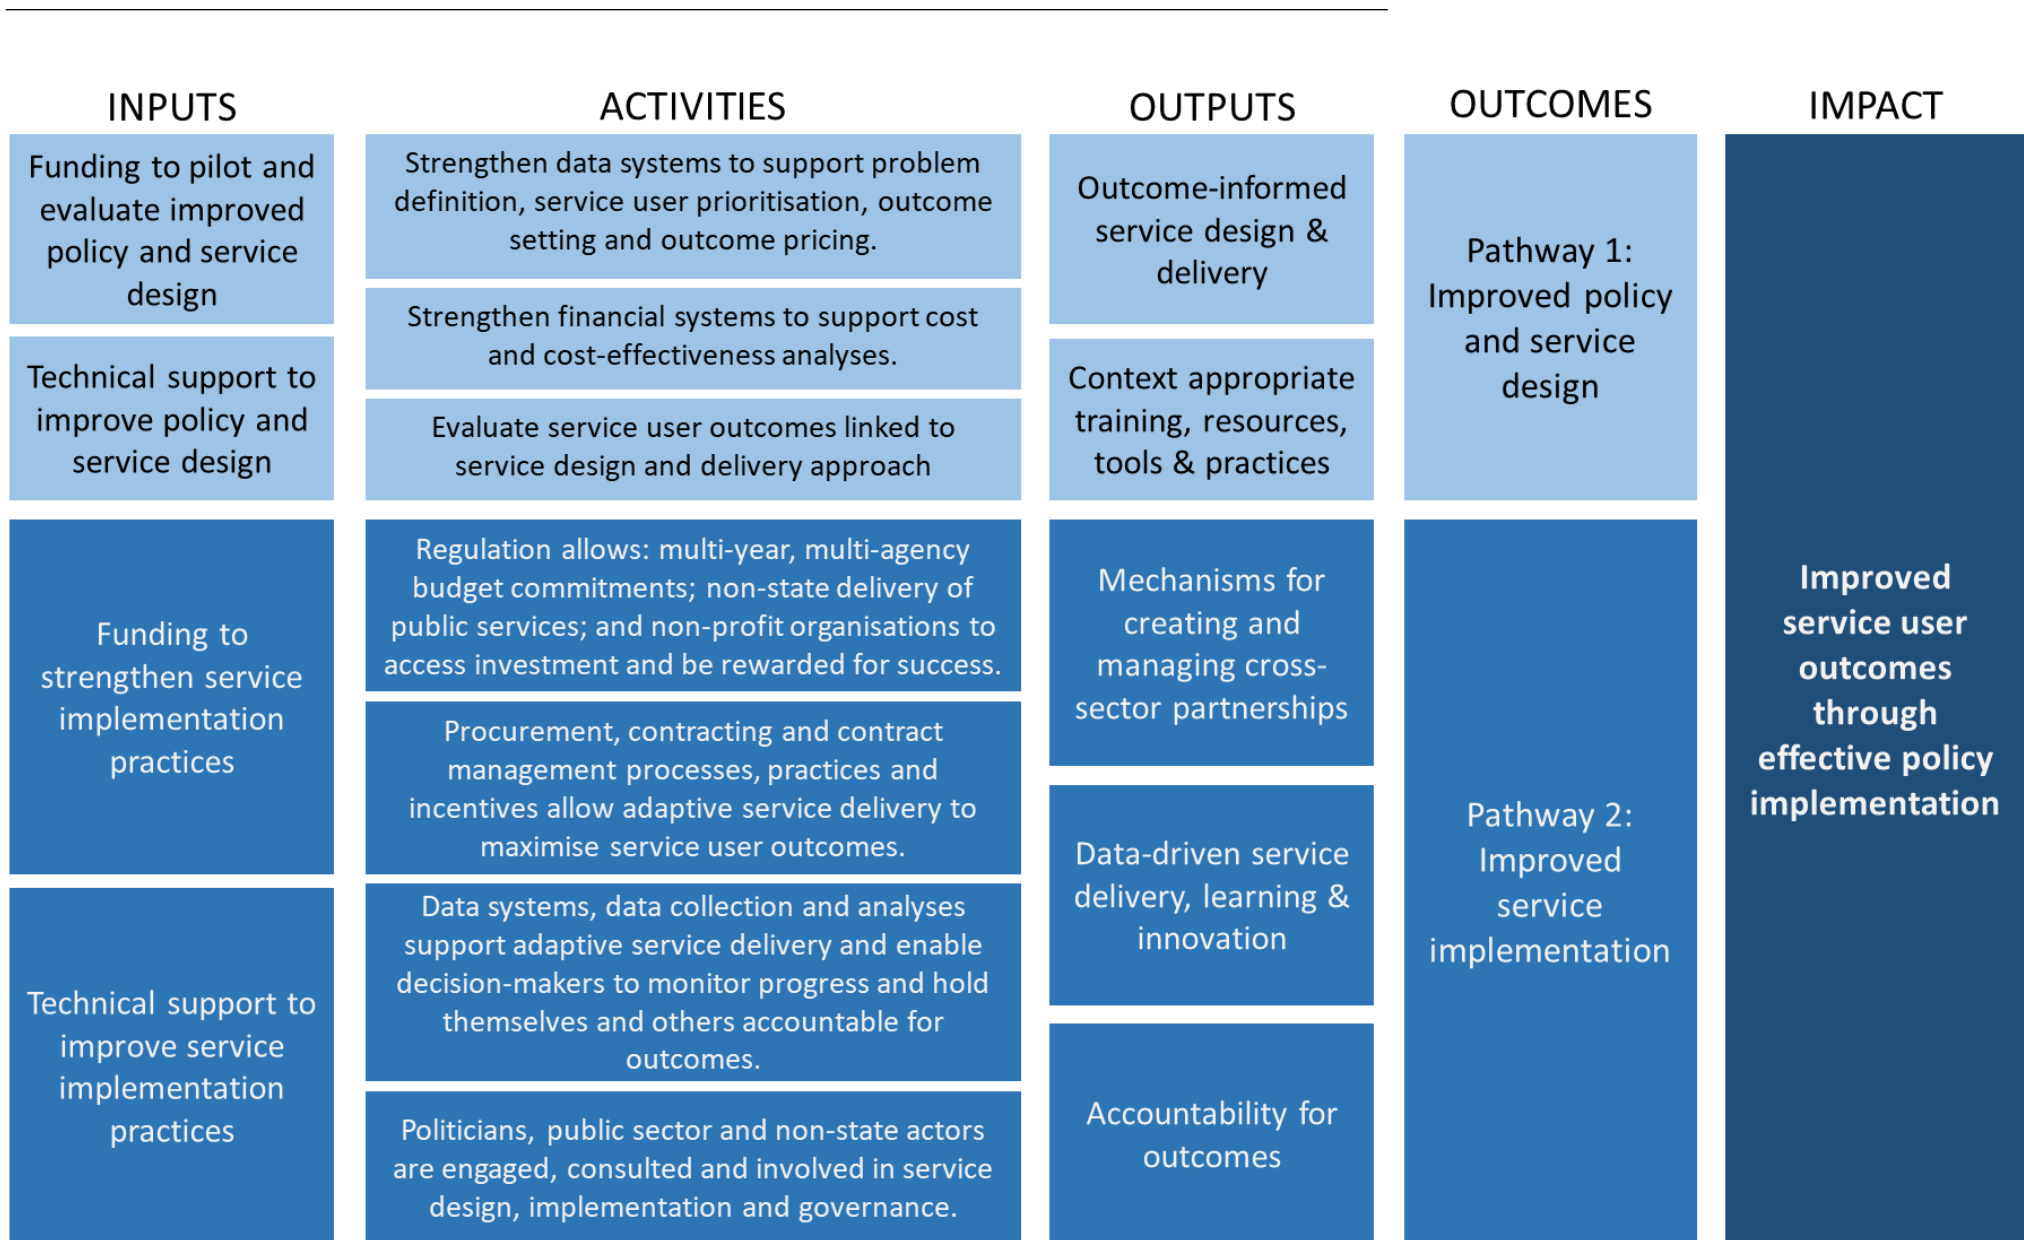 INPUTS
ACTIVITIES
OUTPUTS
OUTCOMES
IMPACT
Funding to pilot and
evaluate improved
policy and service
design
Technical support to
improve policy and
service design
Funding to
strengthen service
implementation
practices
Technical support to
improve service
implementation
practices
Strengthen data systems to support problem
definition, service user prioritisation, outcome
setting and outcome pricing.
Strengthen financial systems to support cost
and cost-effectiveness analyses.
Evaluate service user outcomes linked to
service design and delivery approach
Regulation allows: multi-year, multi-agency
budget commitments; non-state delivery of
public services; and non-profit organisations to
access investment and be rewarded for success.
Procurement, contracting and contract
management processes, practices and
incentives allow adaptive service delivery to
maximise service user outcomes.
Data systems, data collection and analyses
support adaptive service delivery and enable
decision-makers to monitor progress and hold
themselves and others accountable for
outcomes.
Politicians, public sector and non-state actors
are engaged, consulted and involved in service
design, implementation and governance.
Outcome-informed
service design &
delivery
Context appropriate
training, resources,
tools & practices
Mechanisms for
creating and
managing cross-
sector partnerships
Data-driven service
delivery, learning &
innovation
Accountability for
outcomes
Pathway 1:
Improved policy
and service
design
Pathway 2:
Improved
service
implementation
Improved
service user
outcomes
through
effective policy
implementation